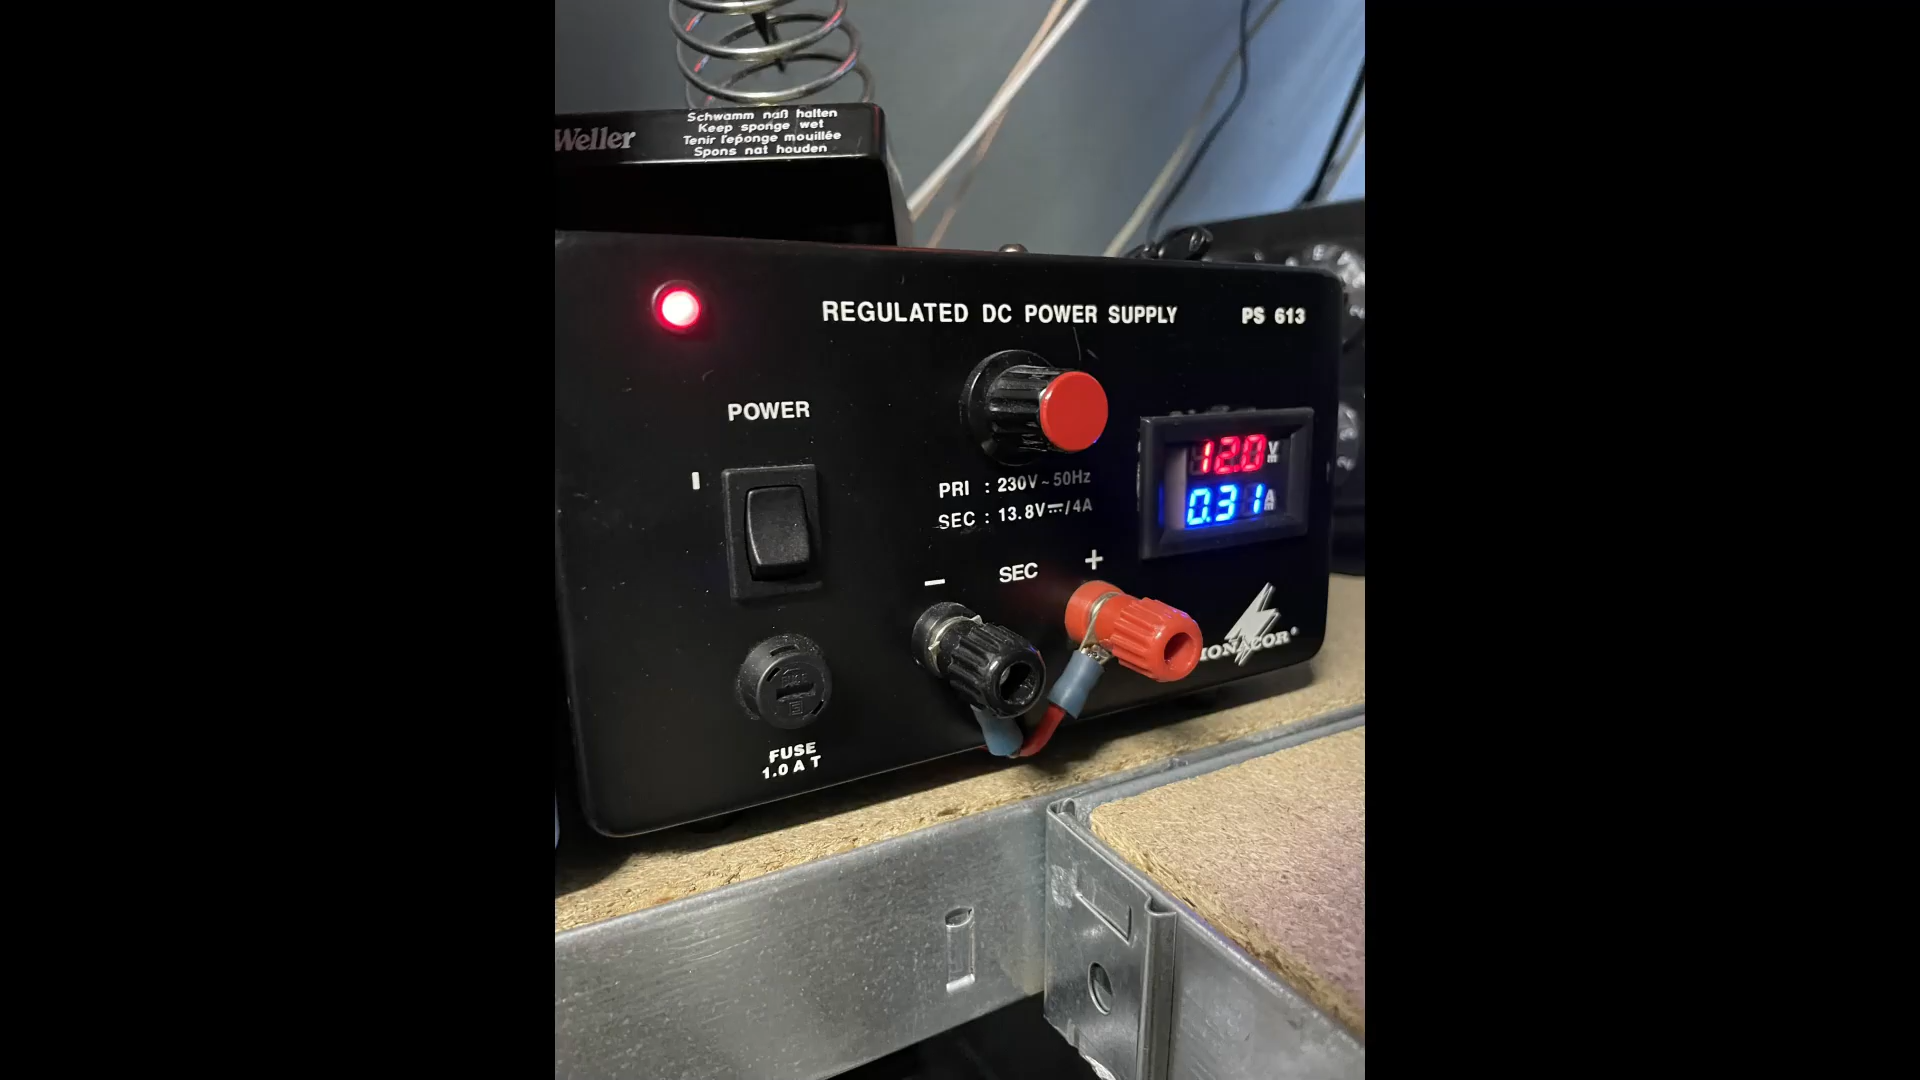 Weller
Schwamm naß halten
Keep sponge wet
Tenir l'éponge mouillée
Spons nat houden
REGULATED DC POWER SUPPLY PS 613
POWER
I
PRI : 230V~50Hz
SEC : 13.8V⎓/4A
12.0 V
0.31 A
− SEC +
MONACOR®
FUSE
1.0 A T